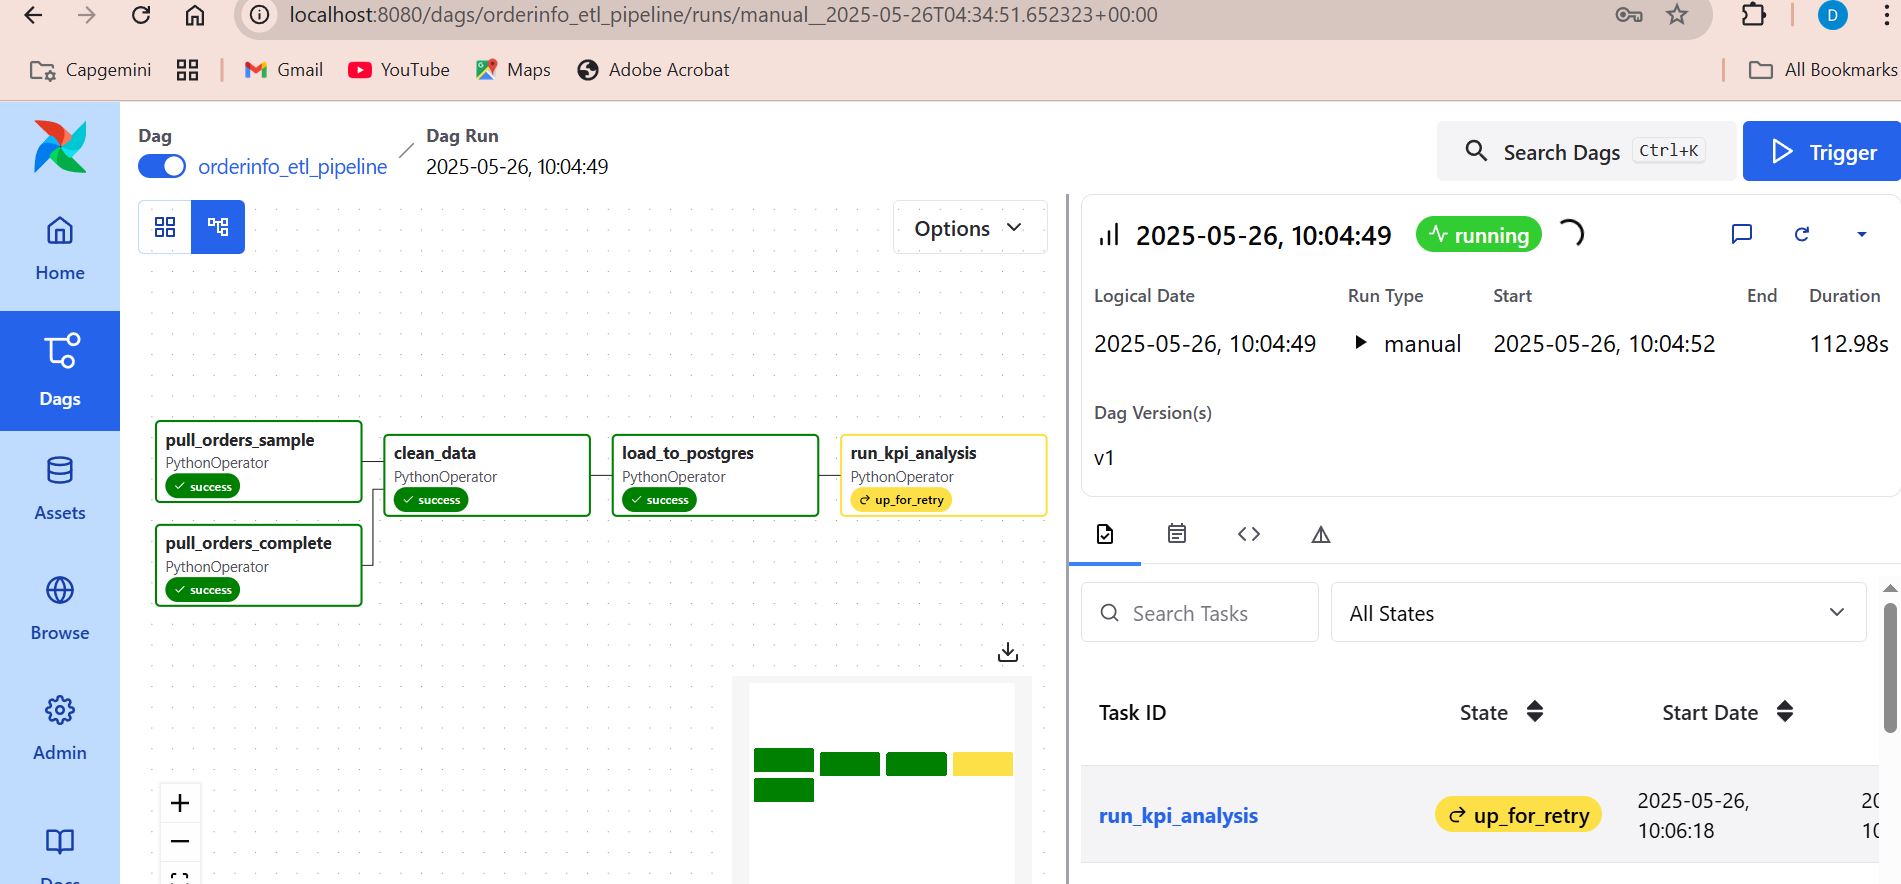 localhost:8080/dags/orderinfo_etl_pipeline/runs/manual__2025-05-26T04:34:51.652323+00:00
D
Capgemini
Gmail
YouTube
Maps
Adobe Acrobat
All Bookmarks
Home
Dags
Assets
Browse
Admin
Dag
orderinfo_etl_pipeline
Dag Run
2025-05-26, 10:04:49
Search Dags Ctrl+K
Trigger
Options
pull_orders_sample
PythonOperator
success
pull_orders_complete
PythonOperator
success
clean_data
PythonOperator
success
load_to_postgres
PythonOperator
success
run_kpi_analysis
PythonOperator
up_for_retry
2025-05-26, 10:04:49 running
Logical Date Run Type Start End Duration
2025-05-26, 10:04:49 manual 2025-05-26, 10:04:52 112.98s
Dag Version(s)
v1
Search Tasks
All States
Task ID State Start Date
run_kpi_analysis up_for_retry 2025-05-26,
10:06:18